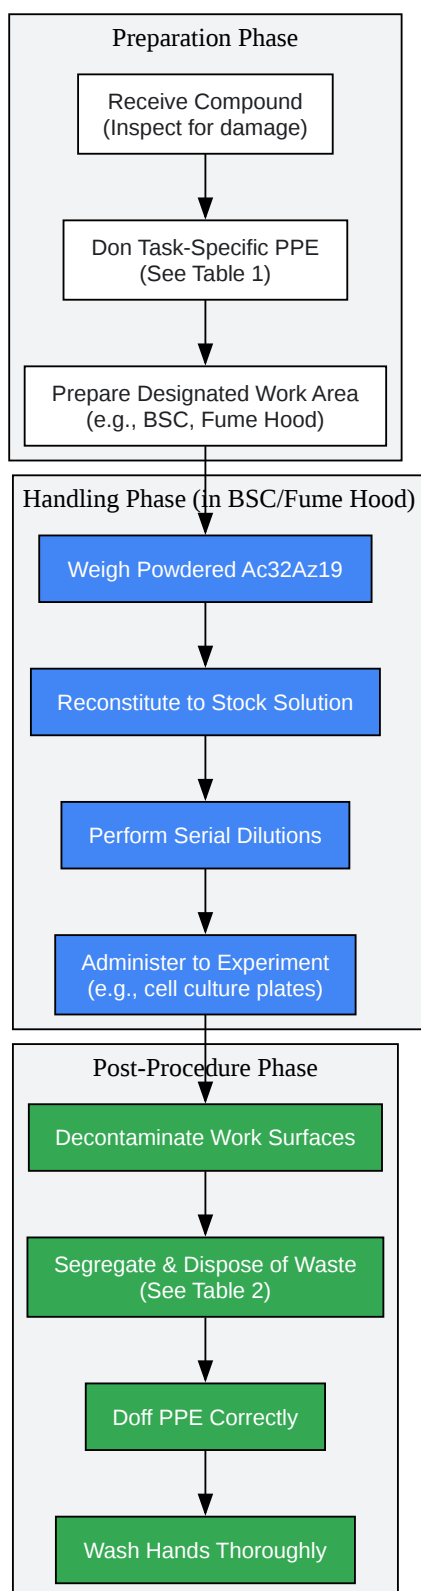 Preparation Phase
Receive Compound
(Inspect for damage)
Don Task-Specific PPE
(See Table 1)
Prepare Designated Work Area
(e.g., BSC, Fume Hood)
Handling Phase (in BSC/Fume Hood)
Weigh Powdered Ac32Az19
Reconstitute to Stock Solution
Perform Serial Dilutions
Administer to Experiment
(e.g., cell culture plates)
Post-Procedure Phase
Decontaminate Work Surfaces
Segregate & Dispose of Waste
(See Table 2)
Doff PPE Correctly
Wash Hands Thoroughly